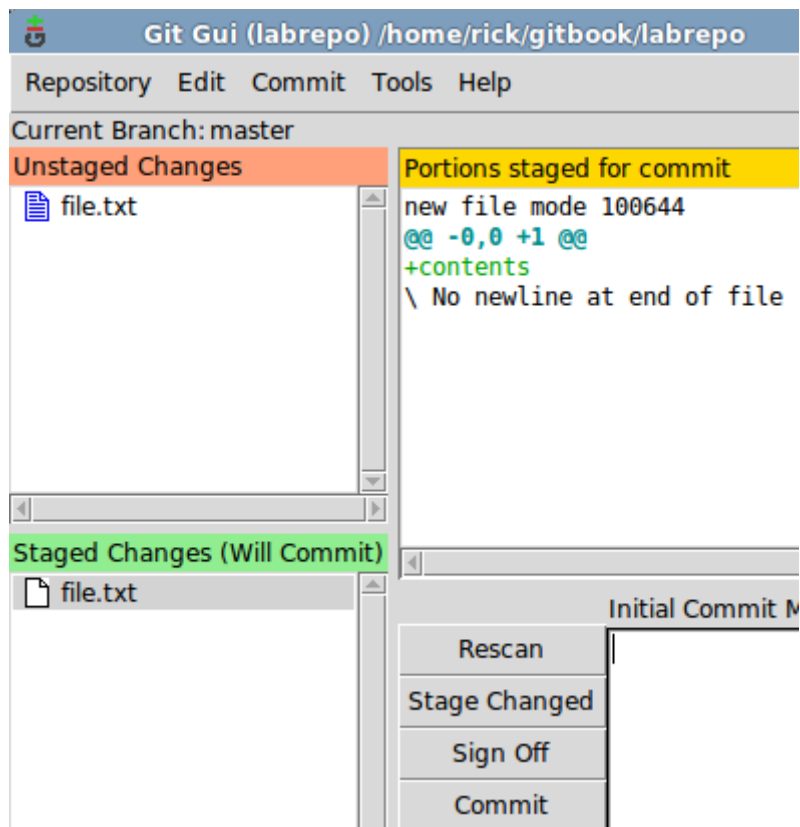 Git Gui (labrepo) /home/rick/gitbook/labrepo
Repository Edit Commit Tools Help
Current Branch: master
Unstaged Changes
file.txt
Portions staged for commit
new file mode 100644
@@ -0,0 +1 @@
+contents
\ No newline at end of file
Staged Changes (Will Commit)
file.txt
Initial Commit
Rescan
Stage Changed
Sign Off
Commit